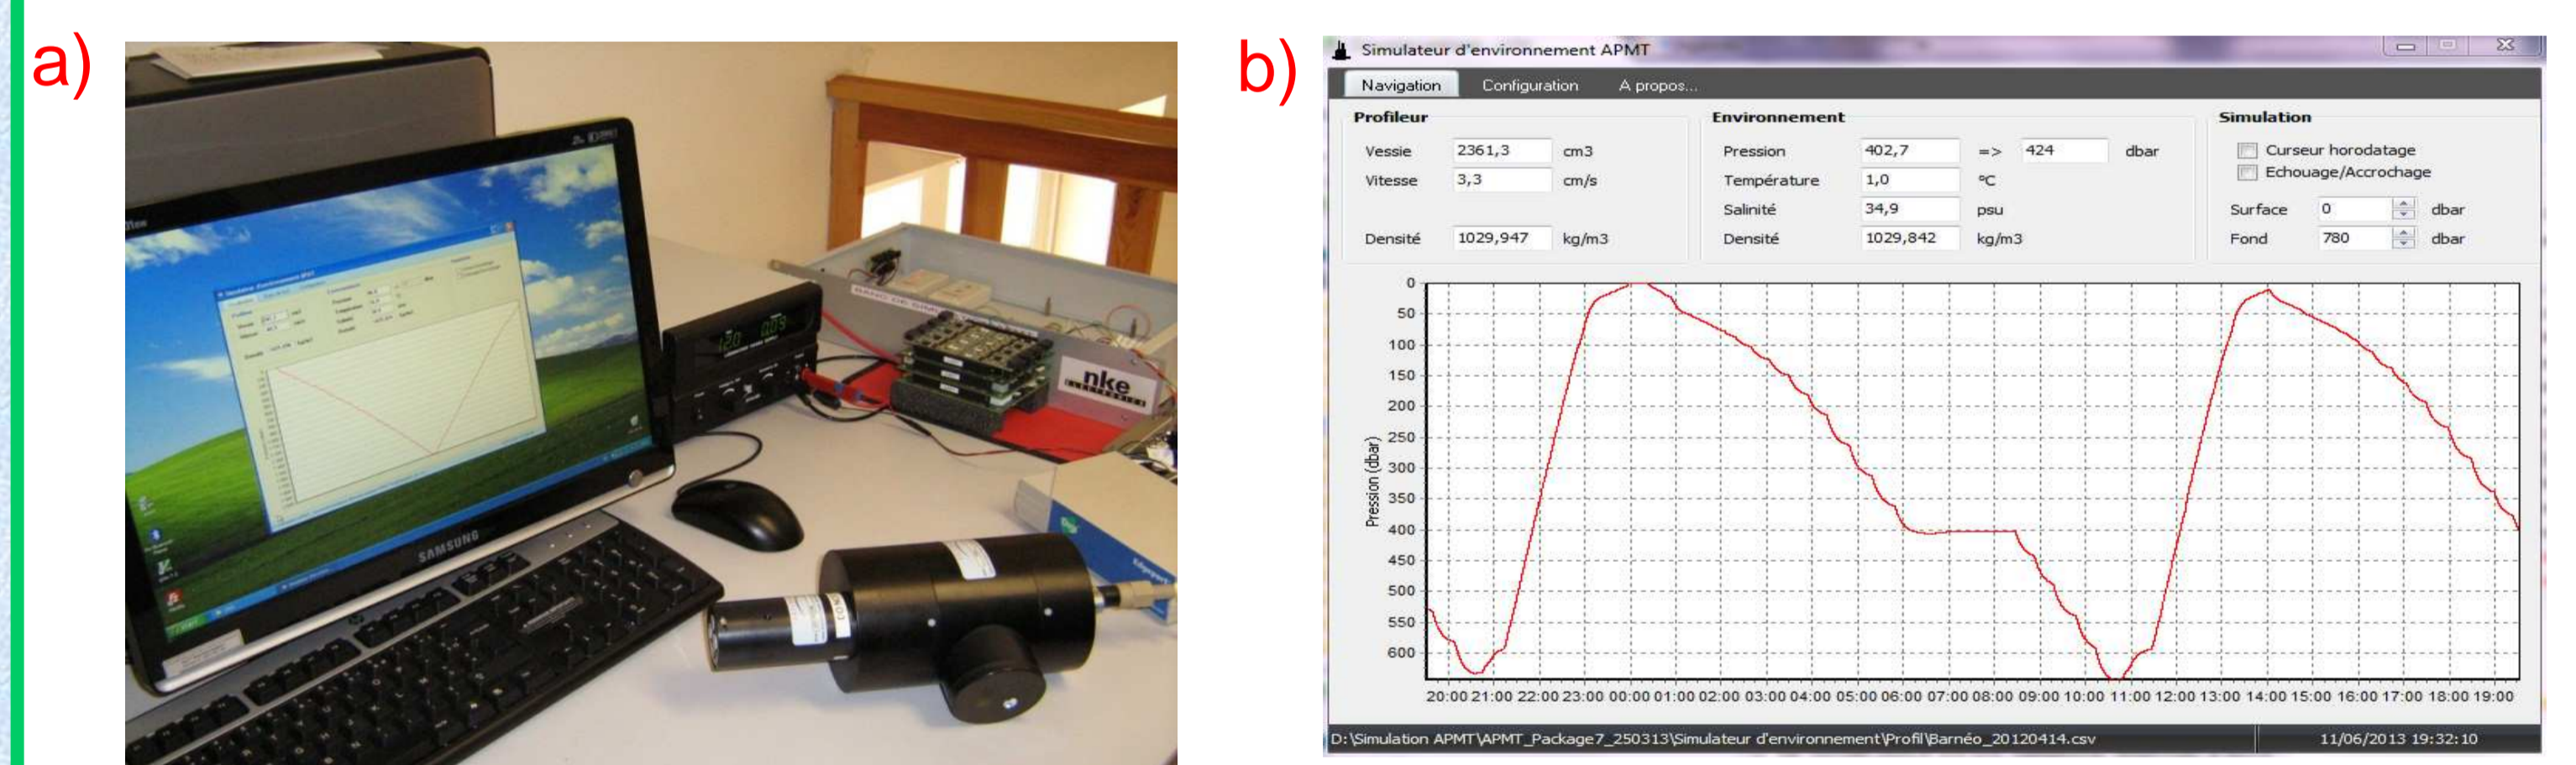 a)
SAMSUNG
BANC DE SIM
nke
ELECTRONICS
b)
Simulateur d'environnement APMT
Navigation Configuration A propos...
Profileur Environnement Simulation
Vessie 2361,3 cm3 Pression 402,7 => 424 dbar Curseur horodatage
Vitesse 3,3 cm/s Température 1,0 °C Echouage/Accrochage
Salinité 34,9 psu Surface 0 dbar
Densité 1029,947 kg/m3 Densité 1029,842 kg/m3 Fond 780 dbar
Pression (dbar)
0
50
100
150
200
250
300
350
400
450
500
550
600
20:00 21:00 22:00 23:00 00:00 01:00 02:00 03:00 04:00 05:00 06:00 07:00 08:00 09:00 10:00 11:00 12:00 13:00 14:00 15:00 16:00 17:00 18:00 19:00
D:\Simulation APMT\APMT_Package7_250313\Simulateur d'environnement\Profil\Barnéo_20120414.csv 11/06/2013 19:32:10